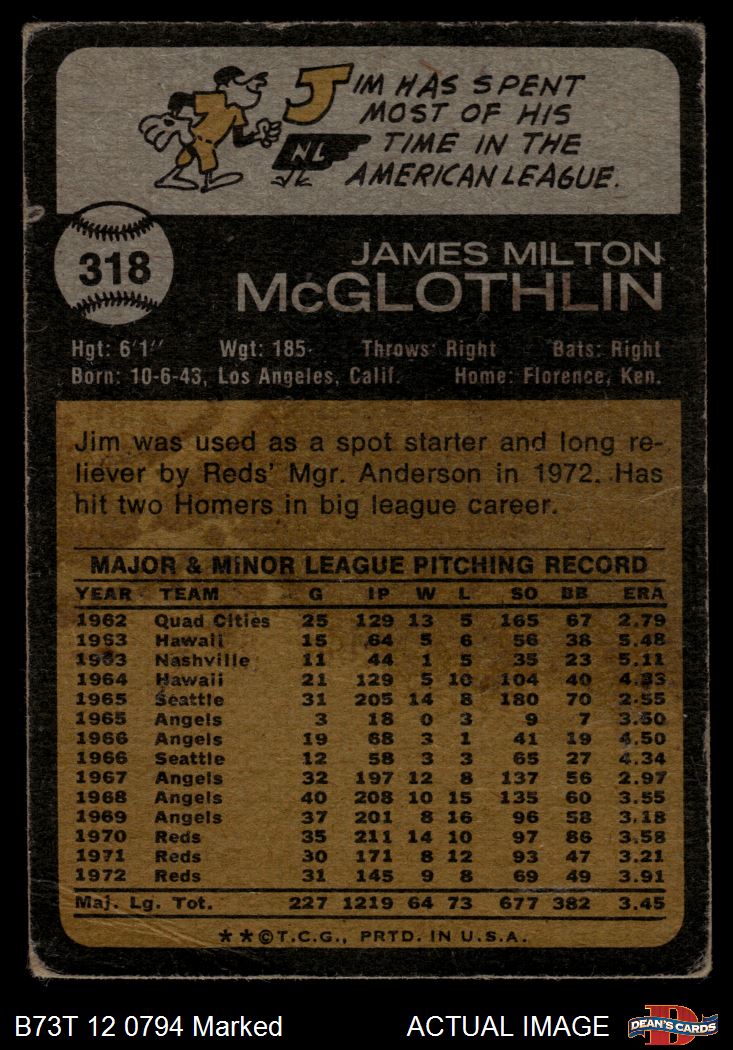 JIM HAS SPENT
MOST OF HIS
TIME IN THE
AMERICAN LEAGUE.
NL
318
JAMES MILTON
McGLOTHLIN
Hgt: 6'1" Wgt: 185 Throws: Right Bats: Right
Born: 10-6-43, Los Angeles, Calif. Home: Florence, Ken.
Jim was used as a spot starter and long re-
liever by Reds' Mgr. Anderson in 1972. Has
hit two Homers in big league career.
MAJOR & MINOR LEAGUE PITCHING RECORD
YEAR TEAM G IP W L SO BB ERA
1962 Quad Cities 25 129 13 5 165 67 2.79
1963 Hawaii 15 64 5 6 56 38 5.48
1963 Nashville 11 44 1 5 35 23 5.11
1964 Hawaii 21 129 5 10 104 40 4.33
1965 Seattle 31 205 14 8 180 70 2.55
1965 Angels 3 18 0 3 9 7 3.50
1966 Angels 19 68 3 1 41 19 4.50
1966 Seattle 12 58 3 3 65 27 4.34
1967 Angels 32 197 12 8 137 56 2.97
1968 Angels 40 208 10 15 135 60 3.55
1969 Angels 37 201 8 16 96 58 3.18
1970 Reds 35 211 14 10 97 86 3.58
1971 Reds 30 171 8 12 93 47 3.21
1972 Reds 31 145 9 8 69 49 3.91
Maj. Lg. Tot. 227 1219 64 73 677 382 3.45
**©T.C.G., PRTD. IN U.S.A.
B73T 12 0794 Marked ACTUAL IMAGE
D
DEAN'S CARDS